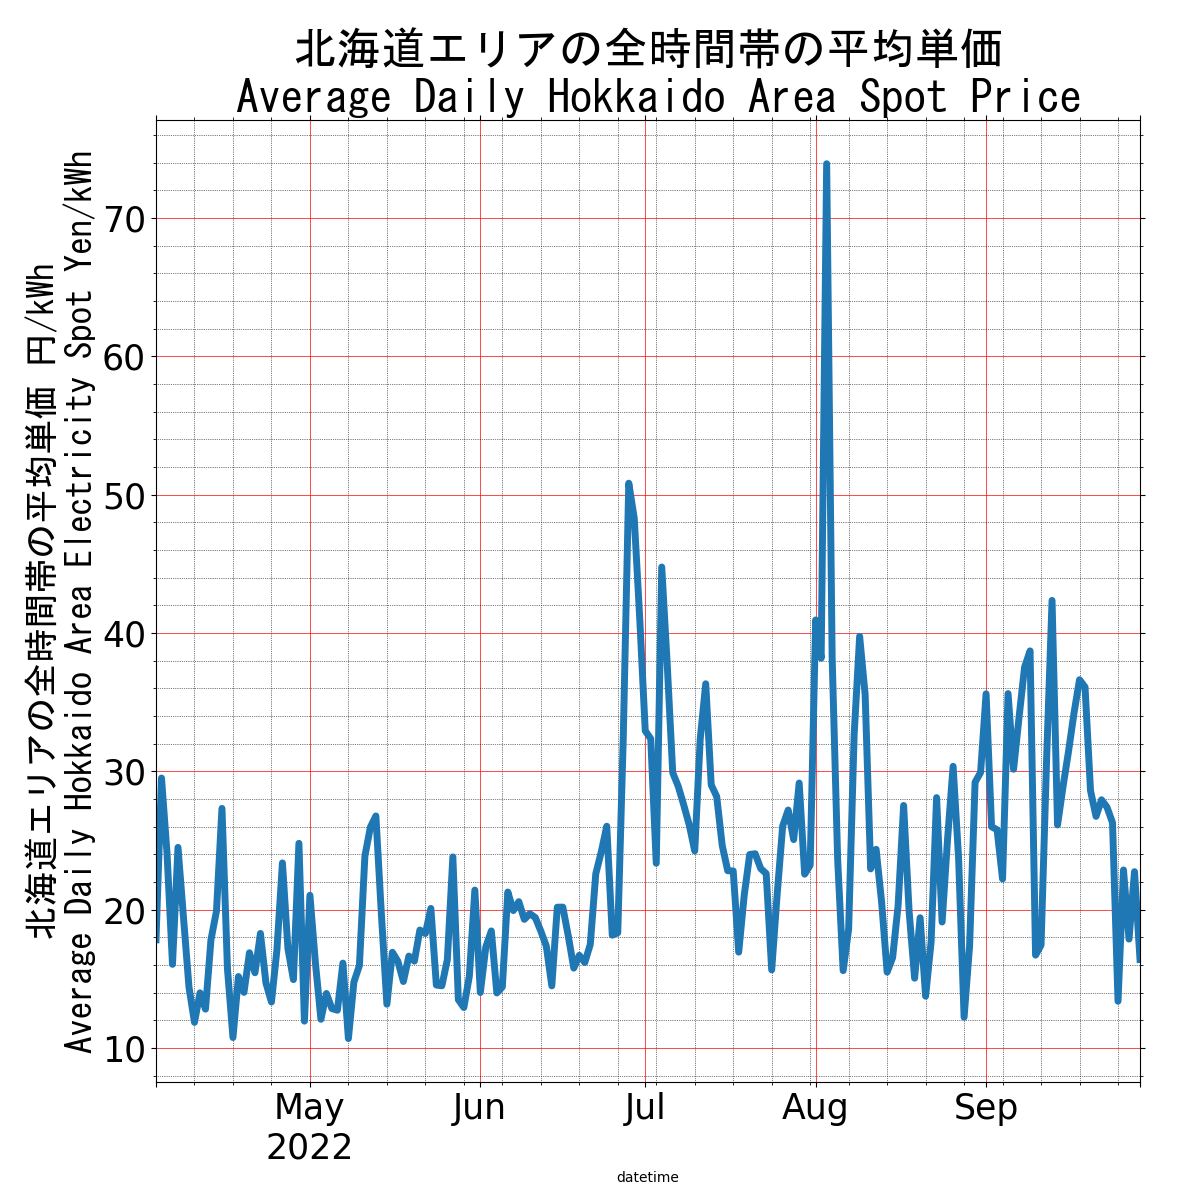 北海道エリアの全時間帯の平均単価
Average Daily Hokkaido Area Spot Price
北海道エリアの全時間帯の平均単価 円/kWh
Average Daily Hokkaido Area Electricity Spot Yen/kWh
70
60
50
40
30
20
10
May
2022
Jun
Jul
Aug
Sep
datetime